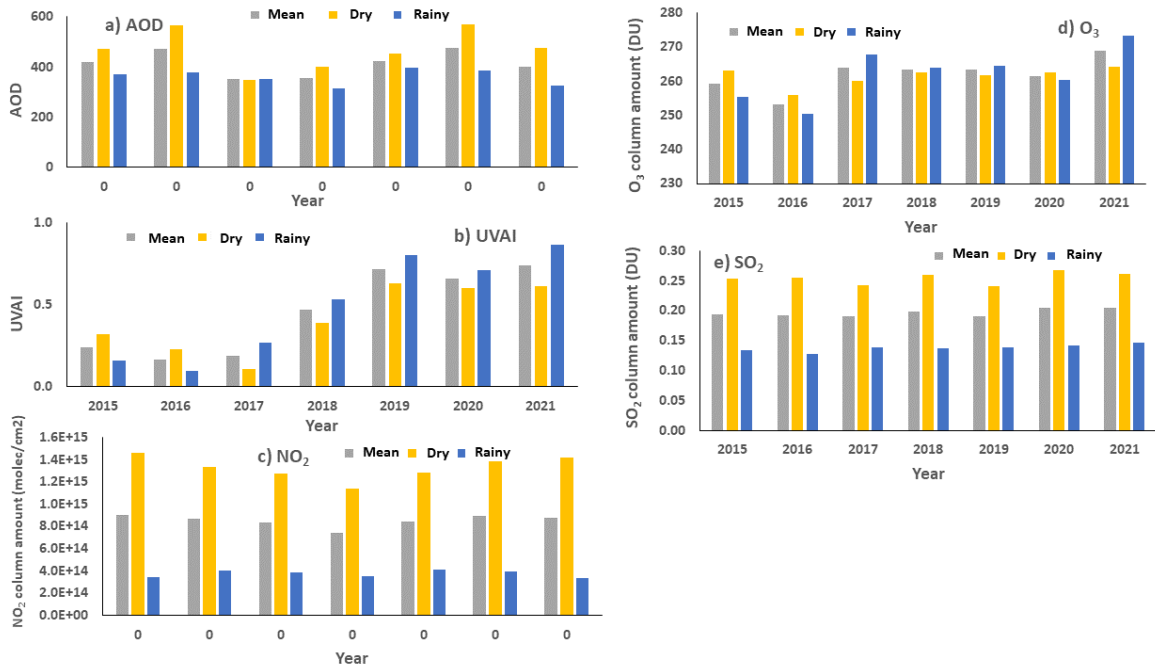 a) AOD
Mean Dry Rainy
600
400
200
0
AOD
0 0 0 0 0 0 0
Year
b) UVAI
Mean Dry Rainy
1.0
0.5
0.0
UVAI
2015 2016 2017 2018 2019 2020 2021
Year
c) NO2
Mean Dry Rainy
1.6E+15
1.4E+15
1.2E+15
1.0E+15
8.0E+14
6.0E+14
4.0E+14
2.0E+14
0.0E+00
NO2 column amount (molec/cm2)
0 0 0 0 0 0 0
Year
d) O3
Mean Dry Rainy
280
270
260
250
240
230
O3 column amount (DU)
2015 2016 2017 2018 2019 2020 2021
Year
e) SO2
Mean Dry Rainy
0.30
0.25
0.20
0.15
0.10
0.05
0.00
SO2 column amount (DU)
2015 2016 2017 2018 2019 2020 2021
Year